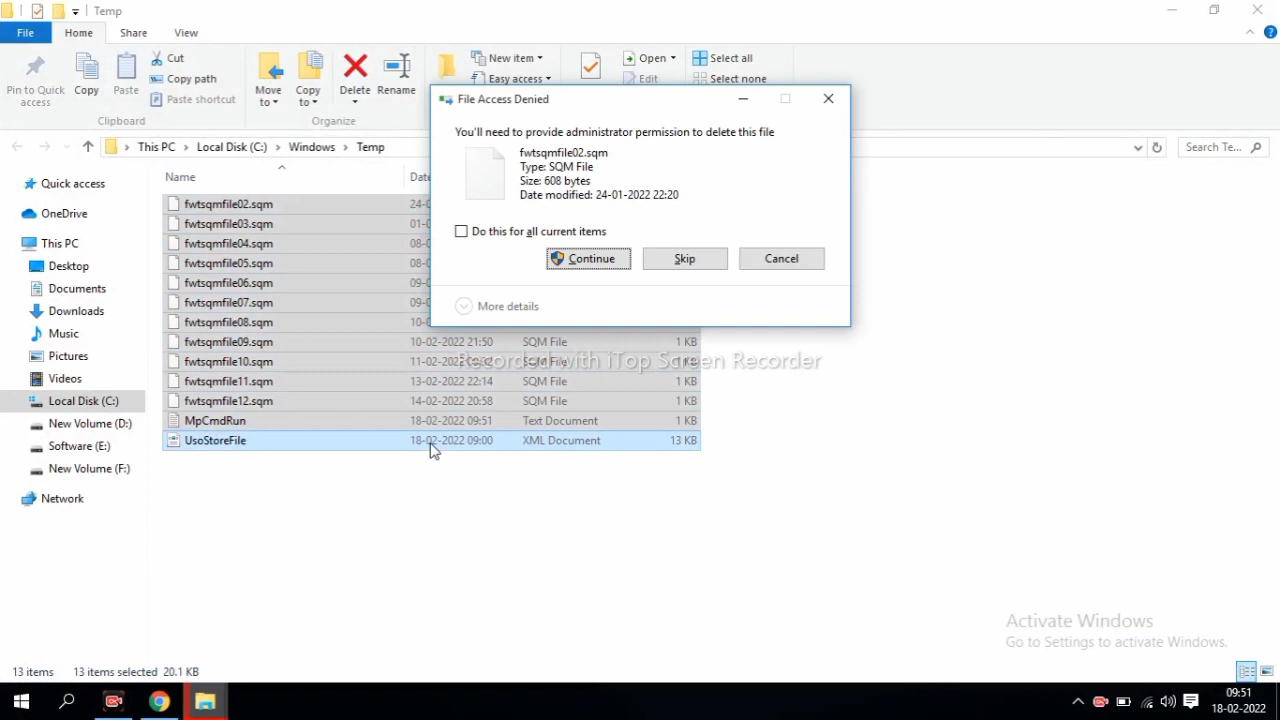 Temp
File
Home
Share
View
Pin to Quick access
Copy
Paste
Cut
Copy path
Paste shortcut
Clipboard
Move to
Copy to
Delete
Rename
Organize
New item
Easy access
Open
Edit
Select all
Select none
This PC > Local Disk (C:) > Windows > Temp
Search Te...
Quick access
OneDrive
This PC
Desktop
Documents
Downloads
Music
Pictures
Videos
Local Disk (C:)
New Volume (D:)
Software (E:)
New Volume (F:)
Network
Name
fwtsqmfile02.sqm
fwtsqmfile03.sqm
fwtsqmfile04.sqm
fwtsqmfile05.sqm
fwtsqmfile06.sqm
fwtsqmfile07.sqm
fwtsqmfile08.sqm
fwtsqmfile09.sqm 10-02-2022 21:50 SQM File 1 KB
fwtsqmfile10.sqm 11-02-2022 SQM File 1 KB
fwtsqmfile11.sqm 13-02-2022 22:14 SQM File 1 KB
fwtsqmfile12.sqm 14-02-2022 20:58 SQM File 1 KB
MpCmdRun 18-02-2022 09:51 Text Document 1 KB
UsoStoreFile 18-02-2022 09:00 XML Document 13 KB
File Access Denied
You'll need to provide administrator permission to delete this file
fwtsqmfile02.sqm
Type: SQM File
Size: 608 bytes
Date modified: 24-01-2022 22:20
Do this for all current items
Continue
Skip
Cancel
More details
Recorded with iTop Screen Recorder
Activate Windows
Go to Settings to activate Windows.
13 items 13 items selected 20.1 KB
09:51
18-02-2022